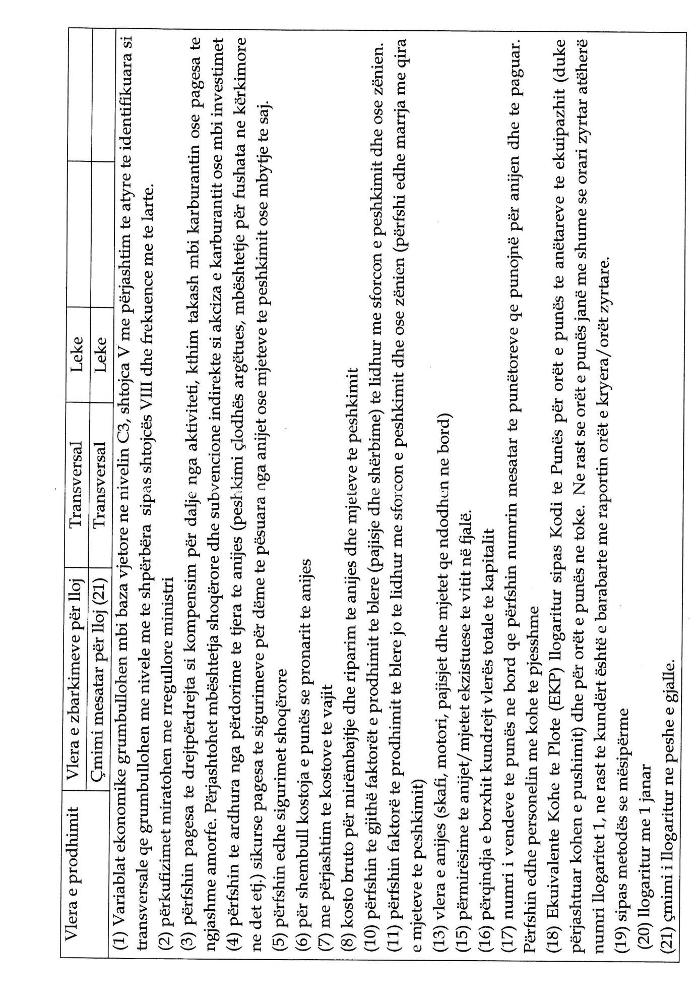 Vlera e prodhimit Vlera e zbarkimeve për lloj Transversal Leke
Çmimi mesatar për lloj (21) Transversal Leke
(1) Variablat ekonomike grumbullohen mbi baza vjetore ne nivelin C3, shtojca V me përjashtim te atyre te identifikuara si
transversale qe grumbullohen me nivele me te shpërbëra sipas shtojcës VIII dhe frekuence me te larte.
(2) përkufizimet miratohen me rregullore ministri
(3) përfshin pagesa te drejtpërdrejta si kompensim për dalje nga aktiviteti, kthim takash mbi karburantin ose pagesa te
ngjashme amorfe. Përjashtohet mbështetja shoqërore dhe subvencione indirekte si akciza e karburantit ose mbi investimet
(4) përfshin te ardhura nga përdorime te tjera te anijes (peshkimi çlodhës argëtues, mbështetje për fushata ne kërkimore
ne det etj.) sikurse pagesa te sigurimeve për dëme te pësuara nga anijet ose mjeteve te peshkimit ose mbytje te saj.
(5) përfshin edhe sigurimet shoqërore
(6) për shembull kostoja e punës se pronarit te anijes
(7) me përjashtim te kostove te vajit
(8) kosto bruto për mirëmbajtje dhe riparim te anijes dhe mjeteve te peshkimit
(10) përfshin te gjithë faktorët e prodhimit te blere (pajisje dhe shërbime) te lidhur me sforcon e peshkimit dhe ose zënien.
(11) përfshin faktorë te prodhimit te blere jo te lidhur me sforcon e peshkimit dhe ose zënien (përfshi edhe marrja me qira
e mjeteve te peshkimit)
(13) vlera e anijes (skafi, motori, pajisjet dhe mjetet qe ndodhen ne bord)
(15) përmirësime te anijet/mjetet ekzistuese te vitit në fjalë.
(16) përqindja e borxhit kundrejt vlerës totale te kapitalit
(17) numri i vendeve te punës ne bord qe përfshin numrin mesatar te punëtoreve qe punojnë për anijen dhe te paguar.
Përfshin edhe personelin me kohe te pjesshme
(18) Ekuivalente Kohe te Plote (EKP) llogaritur sipas Kodi te Punës për orët e punës te anëtareve te ekuipazhit (duke
përjashtuar kohen e pushimit) dhe për orët e punës ne toke. Ne rast se orët e punës janë me shume se orari zyrtar atëherë
numri llogaritet 1, ne rast te kundërt është e barabarte me raportin orët e kryera/orët zyrtare.
(19) sipas metodës se mësipërme
(20) llogaritur me 1 janar
(21) çmimi i llogaritur ne peshe e gjalle.